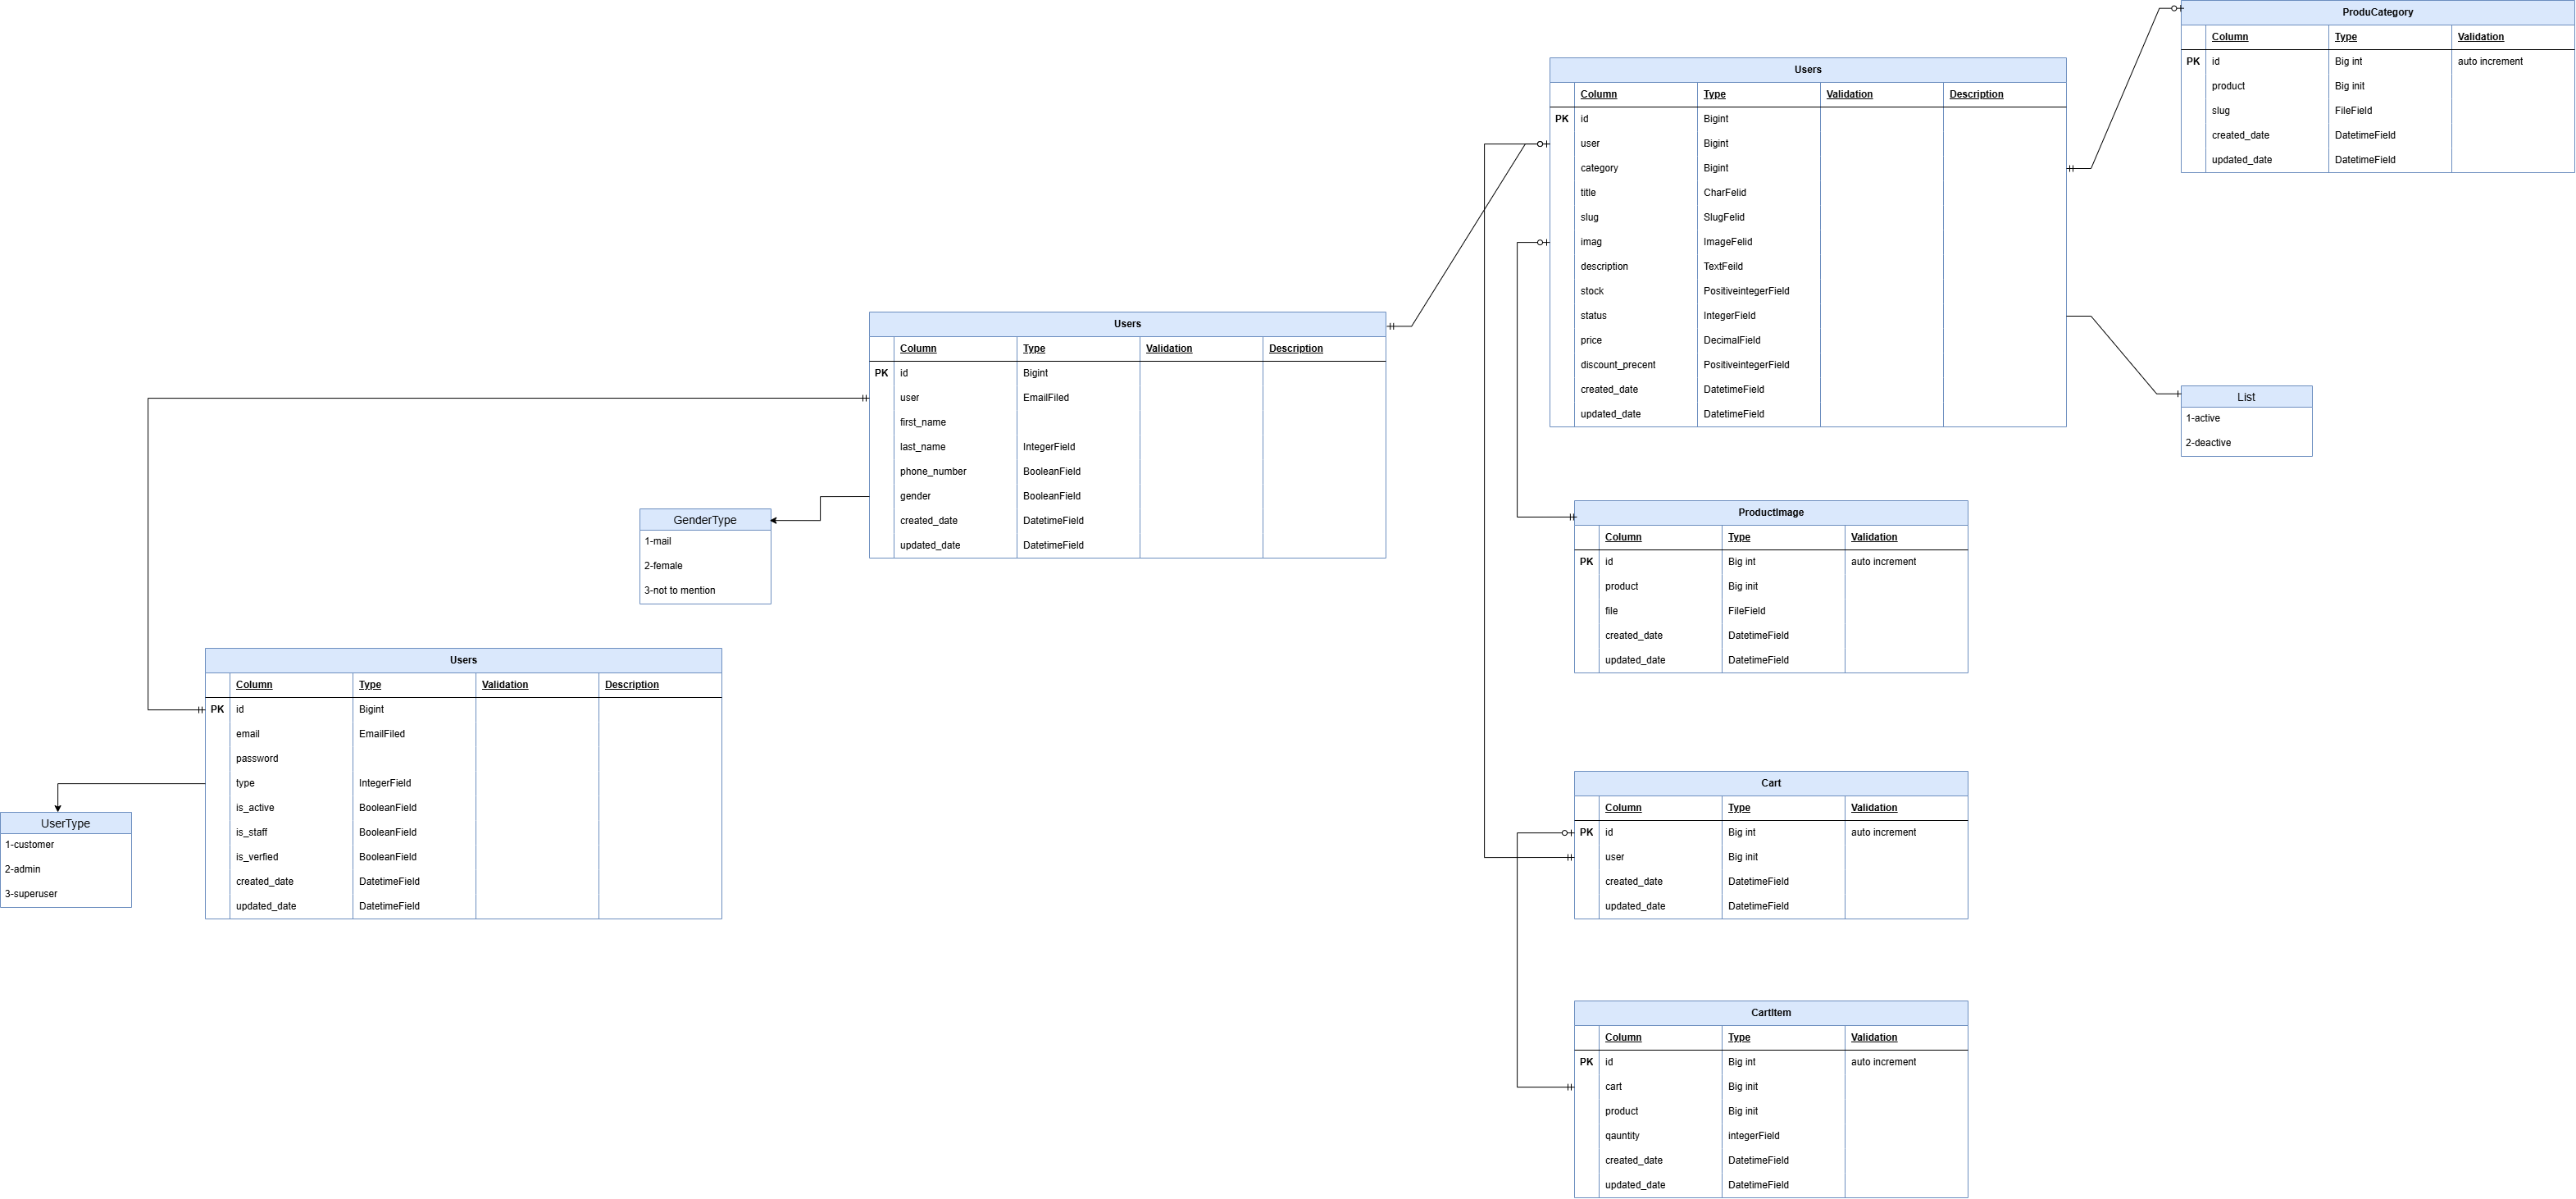 ProduCategory
Column Type Validation
PK id Big int auto increment
product Big init
slug FileField
created_date DatetimeField
updated_date DatetimeField
Users
Column Type Validation Description
PK id Bigint
user Bigint
category Bigint
title CharFelid
slug SlugFelid
imag ImageFelid
description TextFeild
stock PositiveintegerField
status IntegerField
price DecimalField
discount_precent PositiveintegerField
created_date DatetimeField
updated_date DatetimeField
Users
Column Type Validation Description
PK id Bigint
user EmailFiled
first_name
last_name IntegerField
phone_number BooleanField
gender BooleanField
created_date DatetimeField
updated_date DatetimeField
List
1-active
2-deactive
GenderType
1-mail
2-female
3-not to mention
ProductImage
Column Type Validation
PK id Big int auto increment
product Big init
file FileField
created_date DatetimeField
updated_date DatetimeField
Users
Column Type Validation Description
PK id Bigint
email EmailFiled
password
type IntegerField
is_active BooleanField
is_staff BooleanField
is_verfied BooleanField
created_date DatetimeField
updated_date DatetimeField
UserType
1-customer
2-admin
3-superuser
Cart
Column Type Validation
PK id Big int auto increment
user Big init
created_date DatetimeField
updated_date DatetimeField
CartItem
Column Type Validation
PK id Big int auto increment
cart Big init
product Big init
qauntity integerField
created_date DatetimeField
updated_date DatetimeField